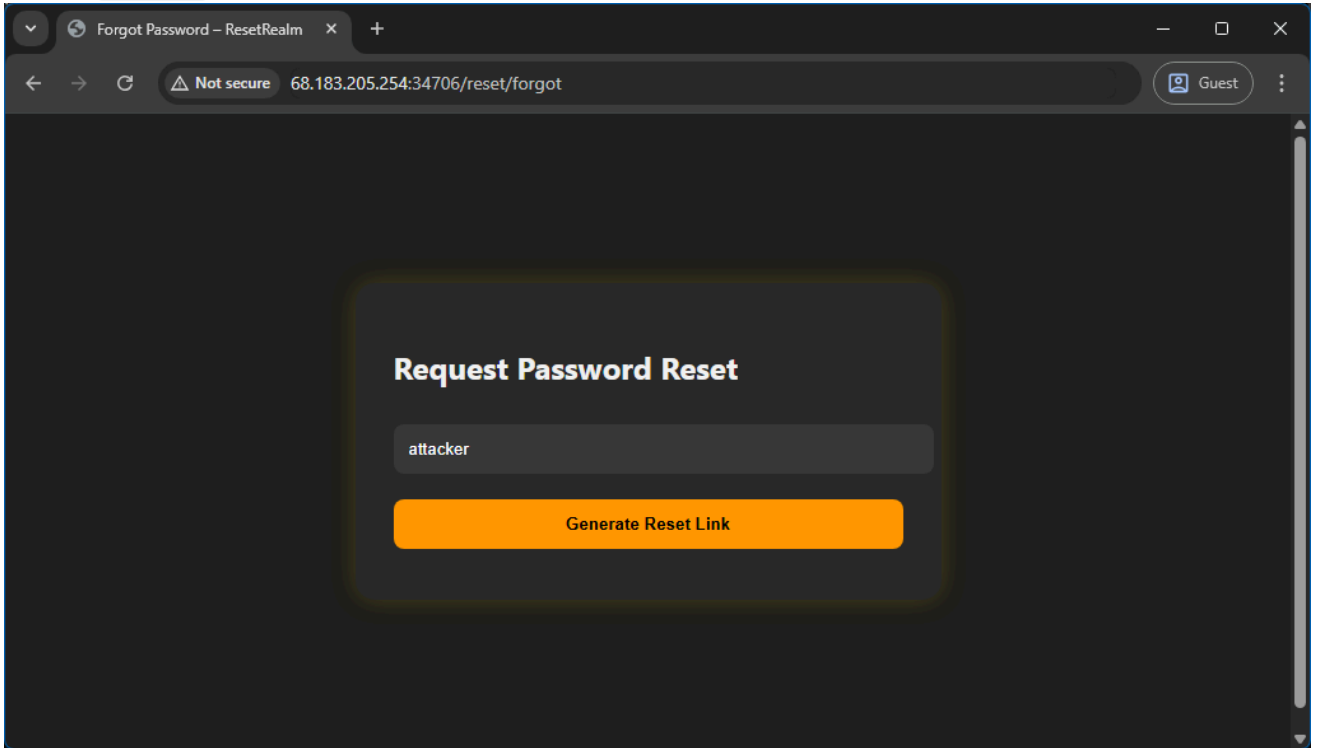 Forgot Password – ResetRealm
Not secure 68.183.205.254:34706/reset/forgot
Guest
Request Password Reset
attacker
Generate Reset Link